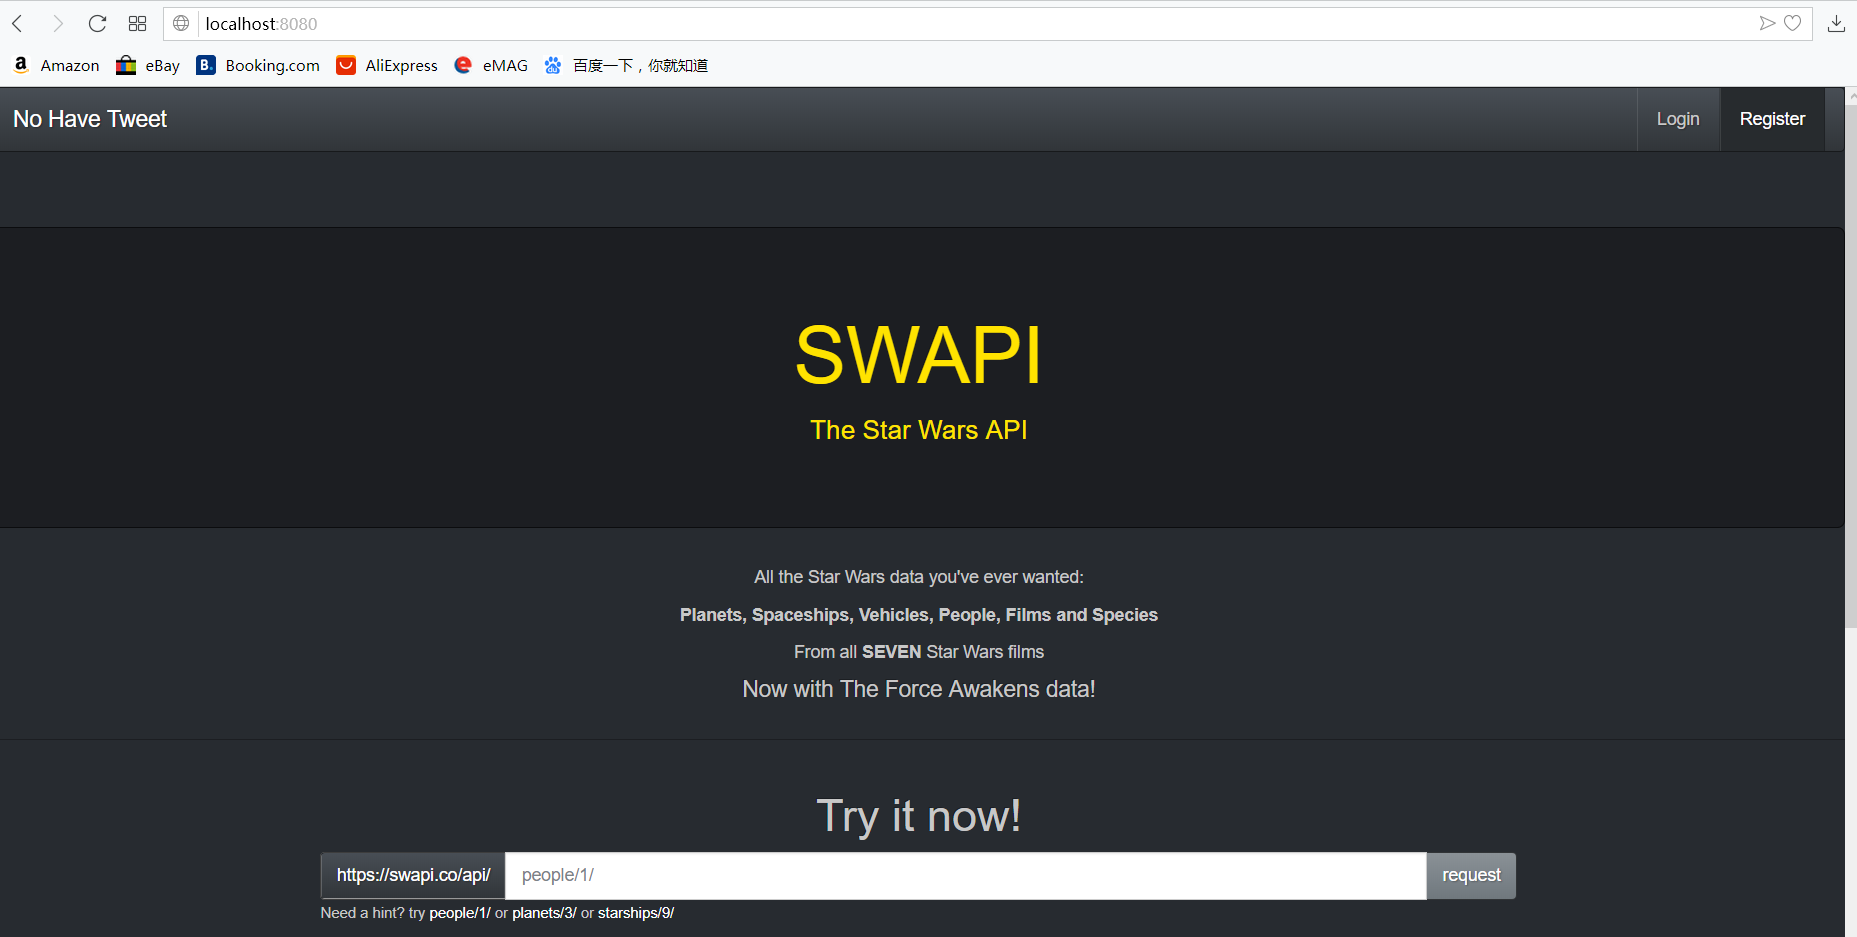 localhost:8080
Amazon eBay Booking.com AliExpress eMAG 百度一下，你就知道
No Have Tweet Login Register
SWAPI
The Star Wars API
All the Star Wars data you've ever wanted:
Planets, Spaceships, Vehicles, People, Films and Species
From all SEVEN Star Wars films
Now with The Force Awakens data!
Try it now!
https://swapi.co/api/ people/1/ request
Need a hint? try people/1/ or planets/3/ or starships/9/